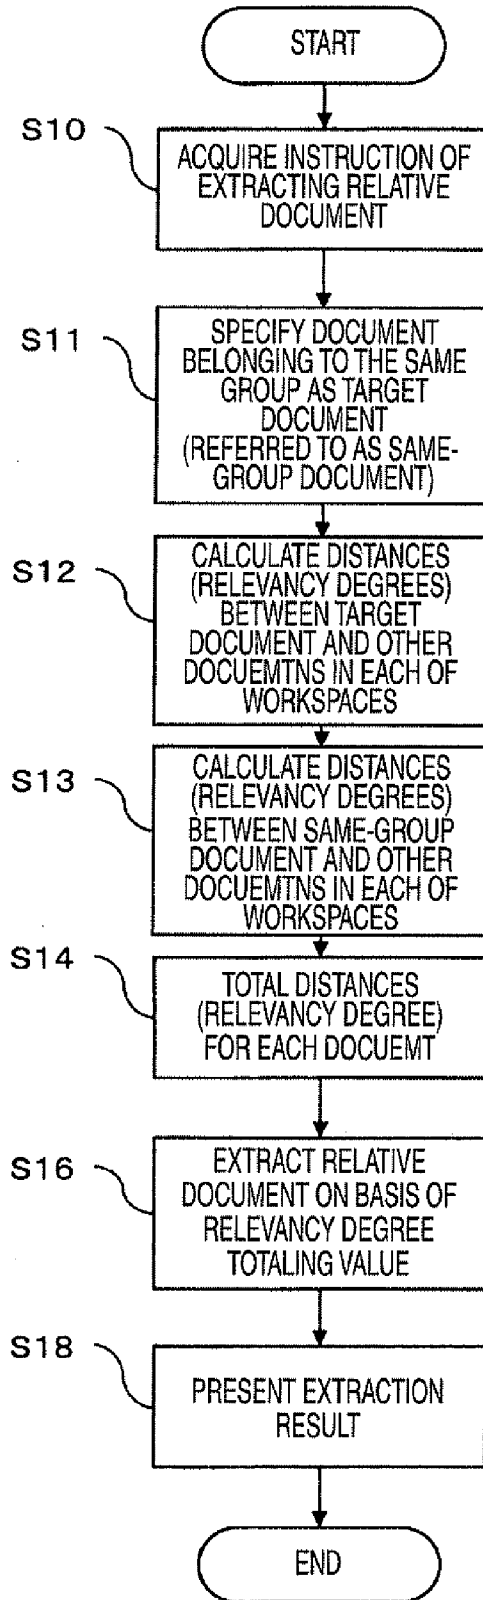 START
S10
ACQUIRE INSTRUCTION OF
EXTRACTING RELATIVE
DOCUMENT
S11
SPECIFY DOCUMENT
BELONGING TO THE SAME
GROUP AS TARGET
DOCUMENT
(REFERRED TO AS SAME-
GROUP DOCUMENT)
S12
CALCULATE DISTANCES
(RELEVANCY DEGREES)
BETWEEN TARGET
DOCUMENT AND OTHER
DOCUEMTNS IN EACH OF
WORKSPACES
S13
CALCULATE DISTANCES
(RELEVANCY DEGREES)
BETWEEN SAME-GROUP
DOCUMENT AND OTHER
DOCUEMTNS IN EACH OF
WORKSPACES
S14
TOTAL DISTANCES
(RELEVANCY DEGREE)
FOR EACH DOCUEMT
S16
EXTRACT RELATIVE
DOCUMENT ON BASIS OF
RELEVANCY DEGREE
TOTALING VALUE
S18
PRESENT EXTRACTION
RESULT
END